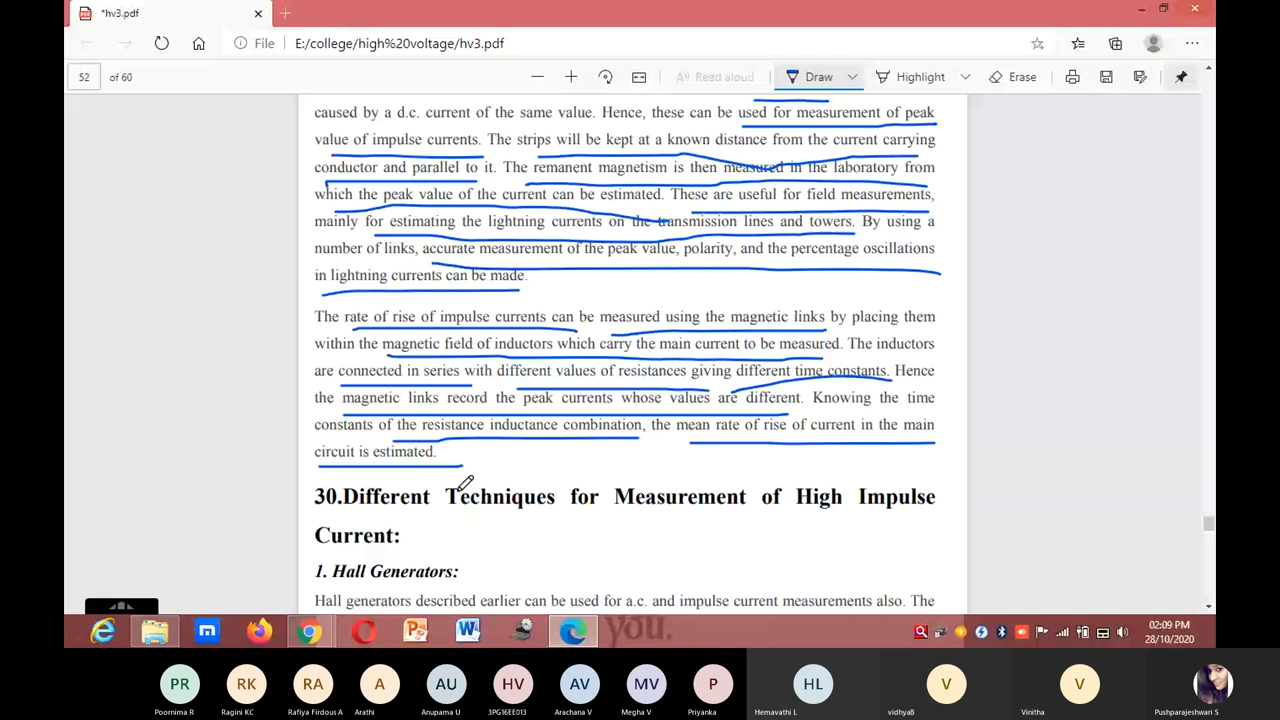 *hv3.pdf
File E:/college/high%20voltage/hv3.pdf
52 of 60 Read aloud Draw Highlight Erase
caused by a d.c. current of the same value. Hence, these can be used for measurement of peak
value of impulse currents. The strips will be kept at a known distance from the current carrying
conductor and parallel to it. The remanent magnetism is then measured in the laboratory from
which the peak value of the current can be estimated. These are useful for field measurements,
mainly for estimating the lightning currents on the transmission lines and towers. By using a
number of links, accurate measurement of the peak value, polarity, and the percentage oscillations
in lightning currents can be made.
The rate of rise of impulse currents can be measured using the magnetic links by placing them
within the magnetic field of inductors which carry the main current to be measured. The inductors
are connected in series with different values of resistances giving different time constants. Hence
the magnetic links record the peak currents whose values are different. Knowing the time
constants of the resistance inductance combination, the mean rate of rise of current in the main
circuit is estimated.
30.Different Techniques for Measurement of High Impulse
Current:
1. Hall Generators:
Hall generators described earlier can be used for a.c. and impulse current measurements also. The
you.
02:09 PM
28/10/2020
PR RK RA A AU HV AV MV P HL V V
Poornima R Ragini KC Rafiya Firdous A Arathi Anupama U 3PG16EE013 Arachana V Megha V Priyanka Hemavathi L vidhyaB Vinitha Pushparajeshwari S